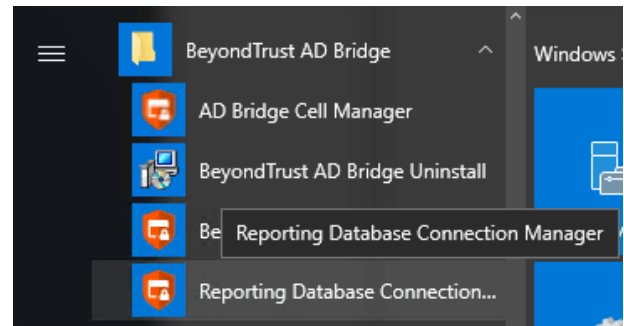 BeyondTrust AD Bridge
Windows
AD Bridge Cell Manager
BeyondTrust AD Bridge Uninstall
Be
Reporting Database Connection Manager
Reporting Database Connection...